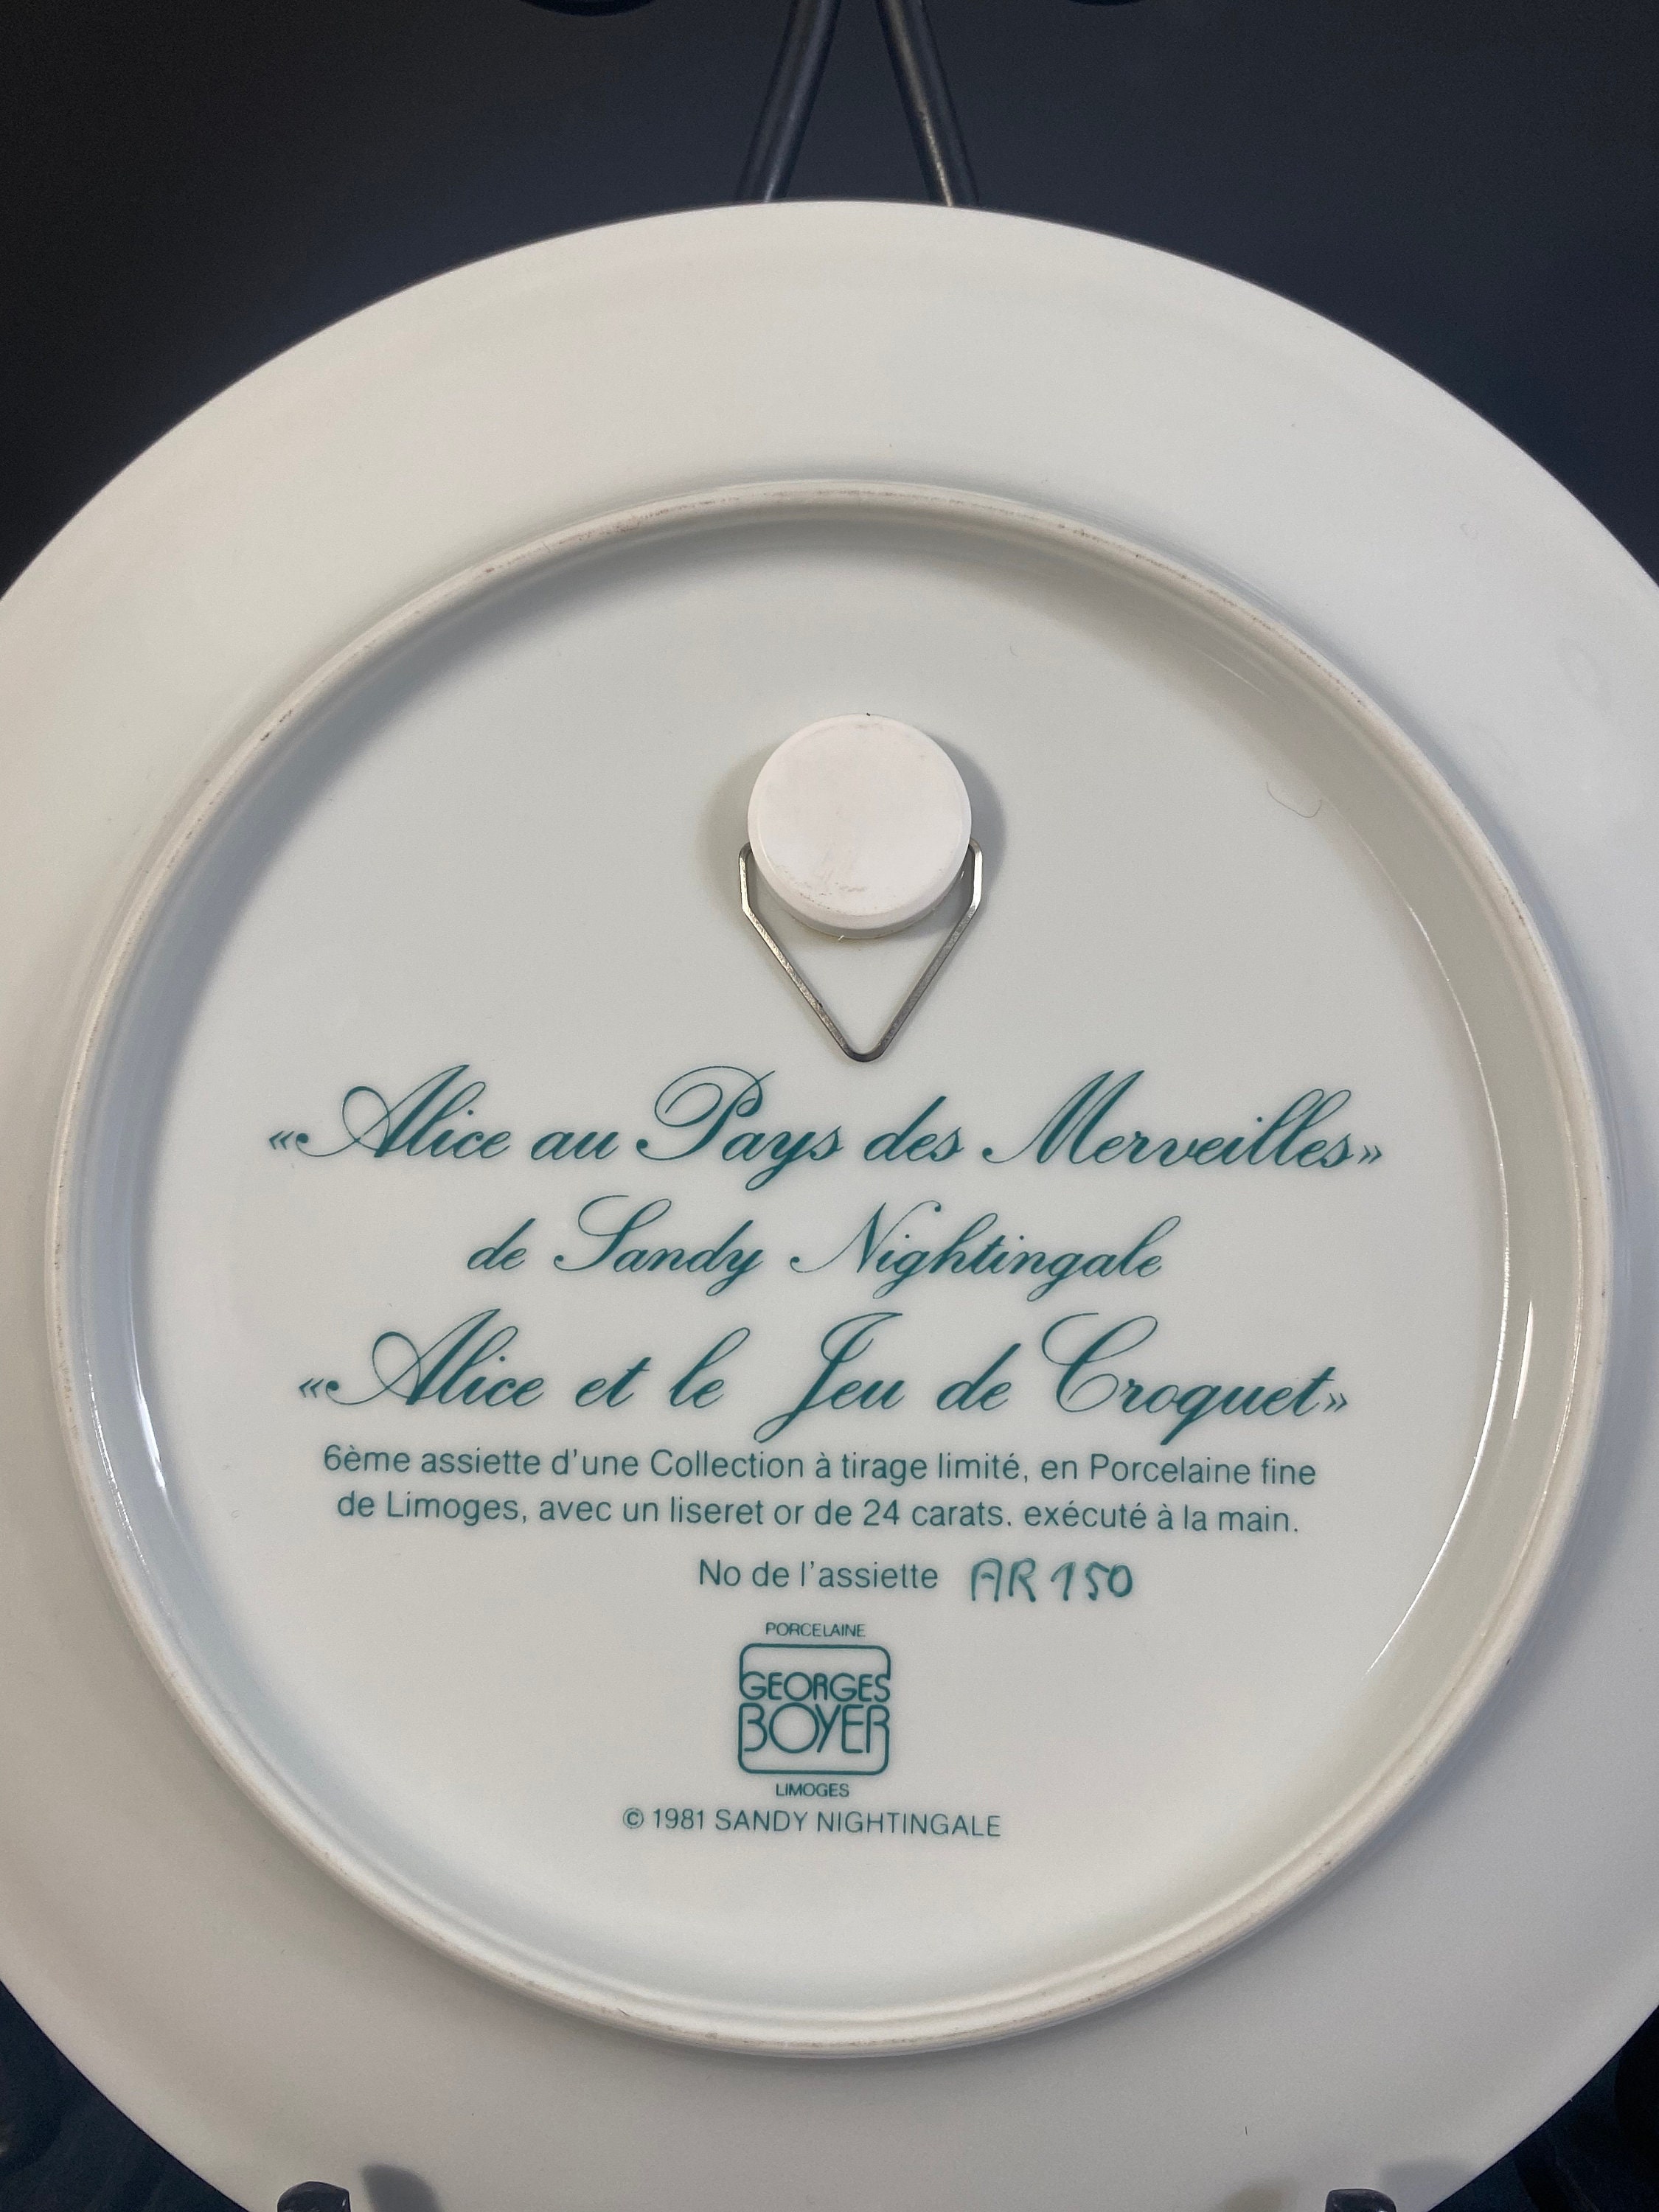 «Alice au Pays des Merveilles»
de Sandy Nightingale
«Alice et le Jeu de Croquet»
6ème assiette d'une Collection à tirage limité, en Porcelaine fine
de Limoges, avec un liseret or de 24 carats. exécuté à la main.
No de l'assiette AR 150
PORCELAINE
GEORGES
BOYER
LIMOGES
© 1981 SANDY NIGHTINGALE